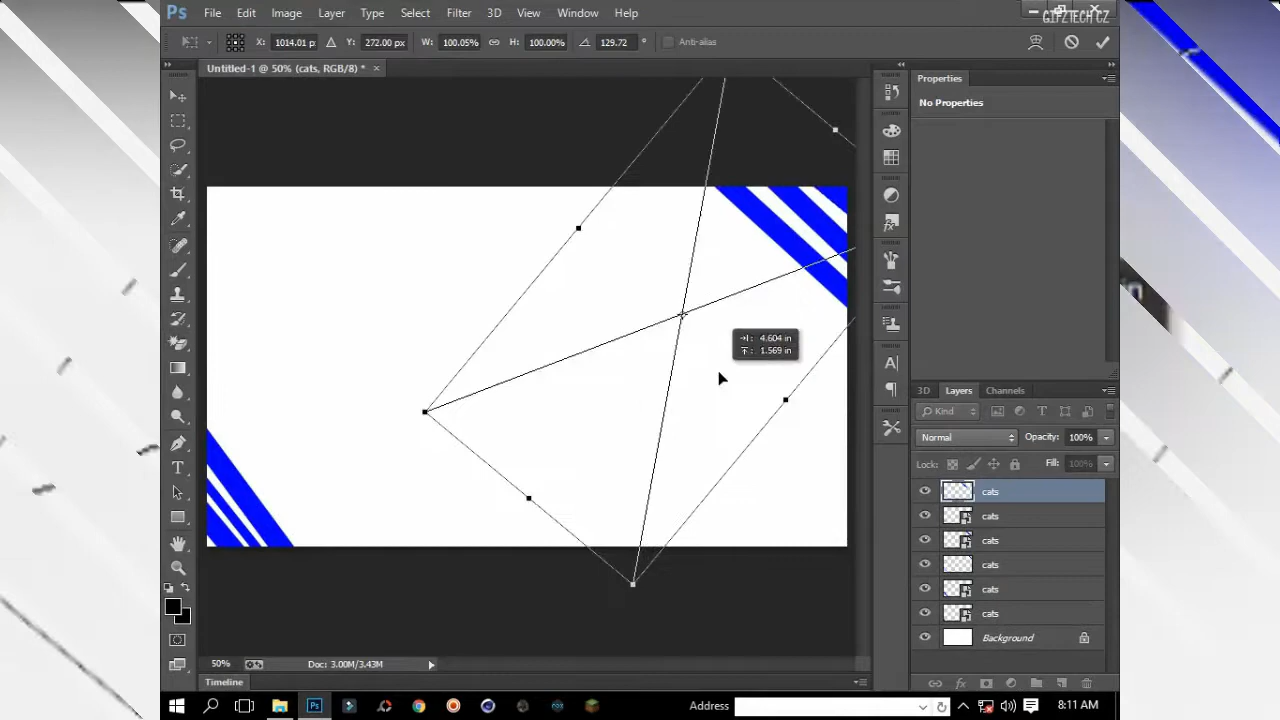 Ps File Edit Image Layer Type Select Filter 3D View Window Help
GIFZTECH CZ
X: 1014.01 p Y: 272.00 px W: 100.05% H: 100.00% 129.72 ° Anti-alias
Untitled-1 @ 50% (cats, RGB/8) * ×
Properties
No Properties
: 4.604 in
: 1.569 in
3D Layers Channels
Kind
Normal Opacity: 100%
Lock: Fill: 100%
cats
cats
cats
cats
cats
cats
Background
50% Doc: 3.00M/3.43M
Timeline
Address 8:11 AM